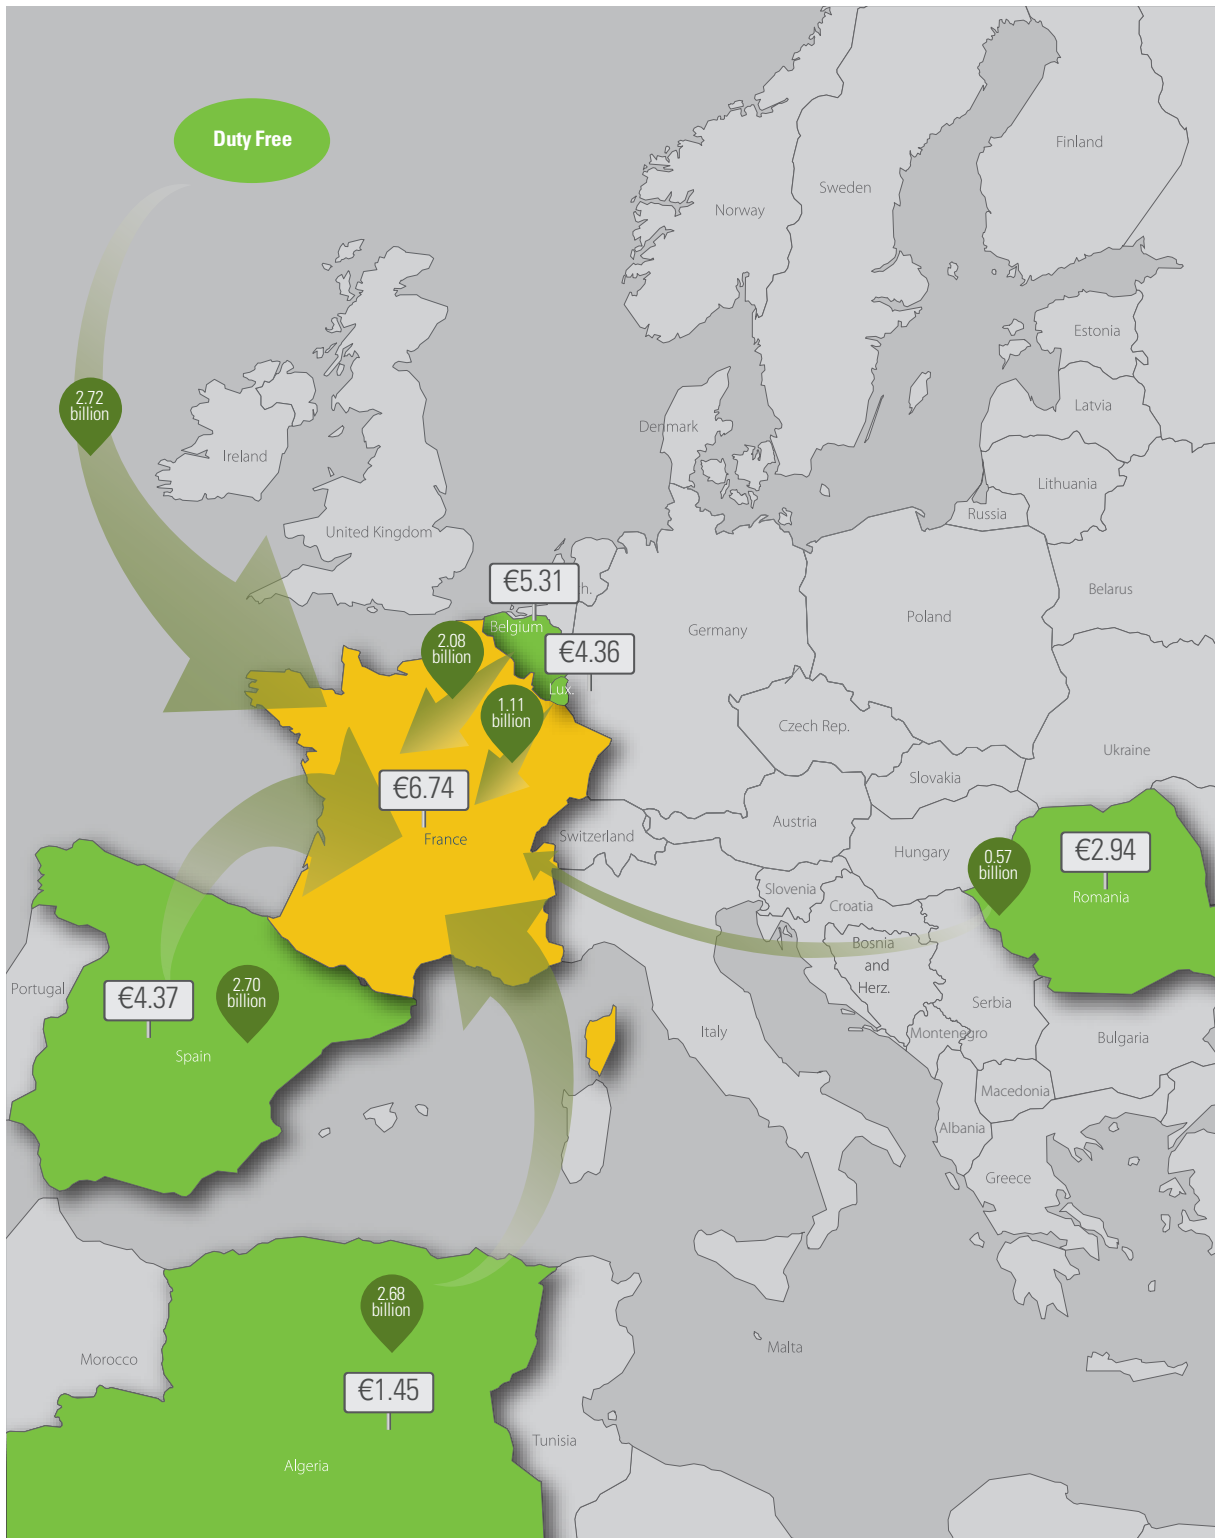 Duty Free
Finland
Sweden
Norway
Estonia
2.72
billion
Latvia
Denmark
Ireland
Lithuania
Russia
United Kingdom
€5.31
h.
Belarus
Poland
Belgium
Germany
2.08
billion
€4.36
Lux.
1.11
billion
Czech Rep.
Ukraine
Slovakia
€6.74
Austria
France
Switzerland
Hungary
0.57
billion
€2.94
Romania
Slovenia
Croatia
Bosnia
and
Herz.
Portugal
€4.37
2.70
billion
Serbia
Italy
Montenegro
Bulgaria
Spain
Macedonia
Albania
Greece
2.68
billion
Malta
Morocco
€1.45
Tunisia
Algeria